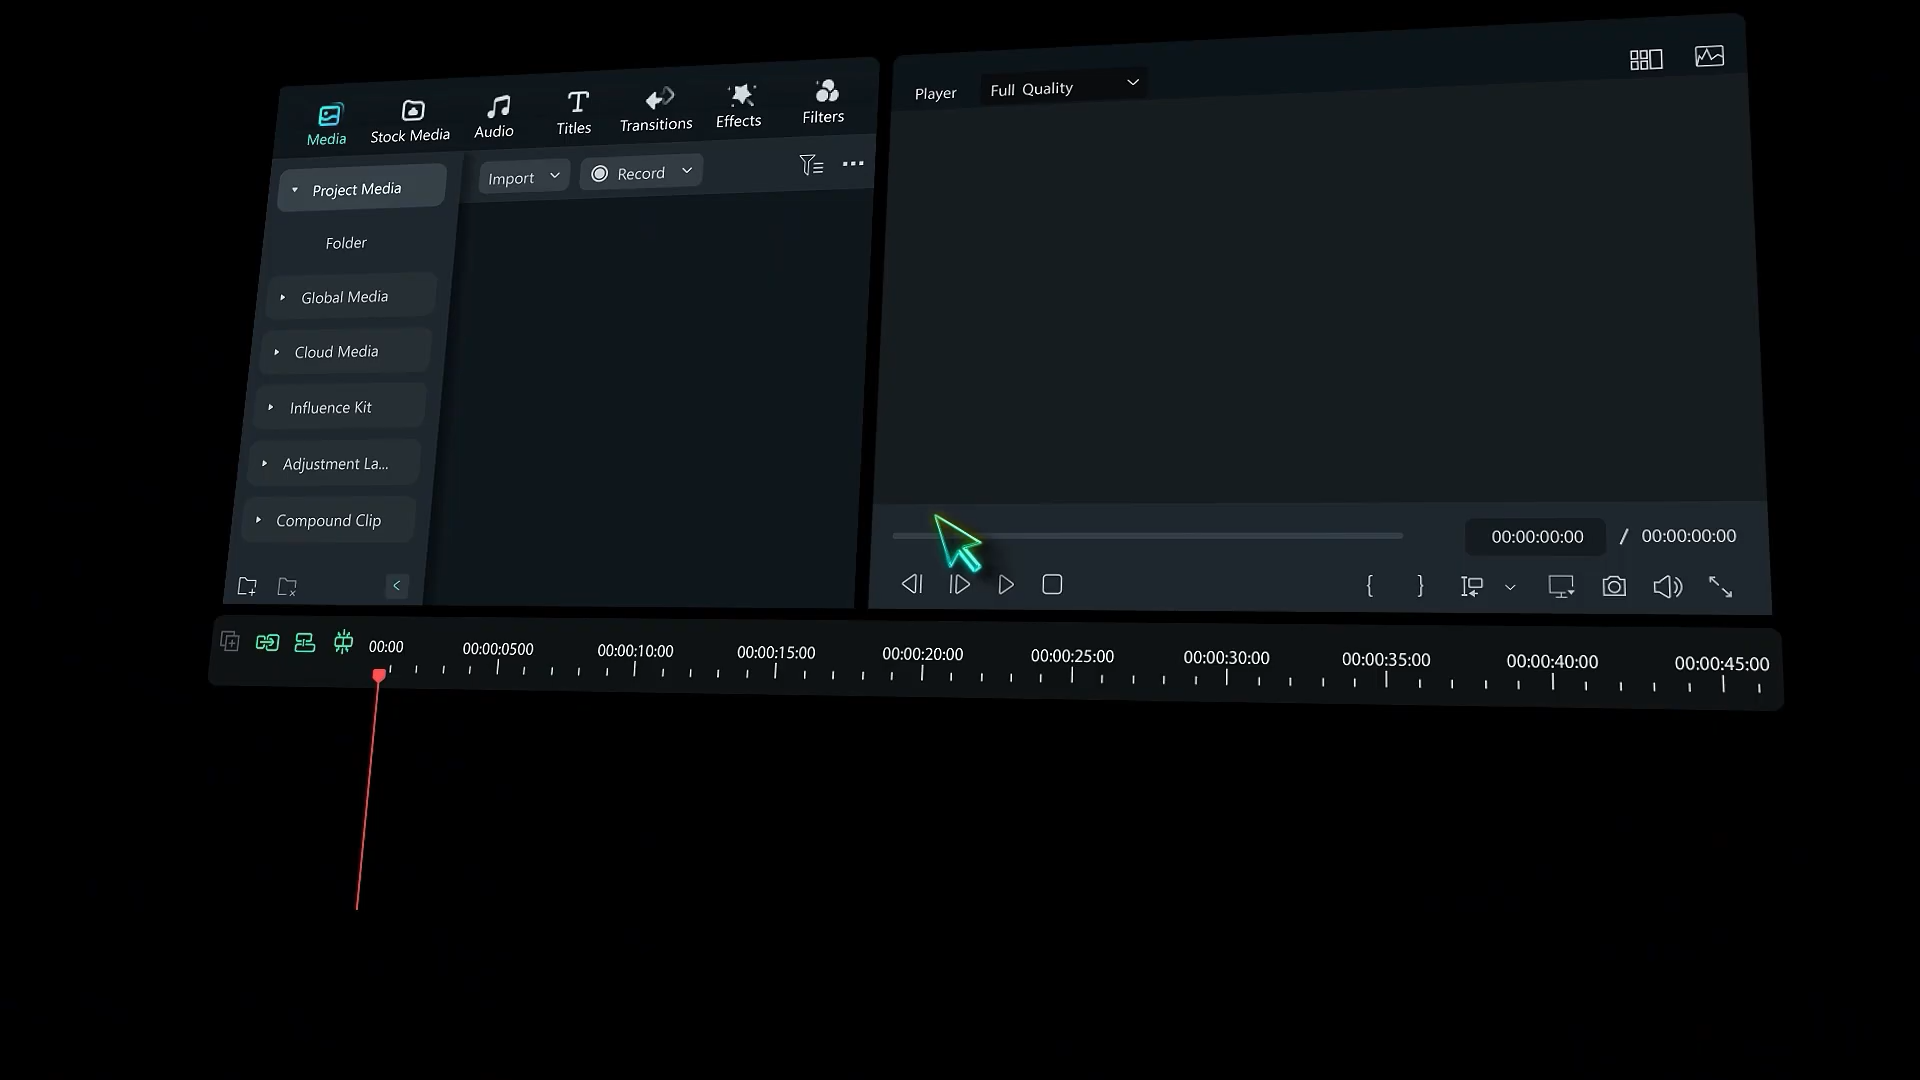 Media
Stock Media
Audio
Titles
Transitions
Effects
Filters
Project Media
Folder
Global Media
Cloud Media
Influence Kit
Adjustment La...
Compound Clip
Import
Record
Player
Full Quality
00:00:00:00 / 00:00:00:00
00:00
00:00:0500
00:00:10:00
00:00:15:00
00:00:20:00
00:00:25:00
00:00:30:00
00:00:35:00
00:00:40:00
00:00:45:00